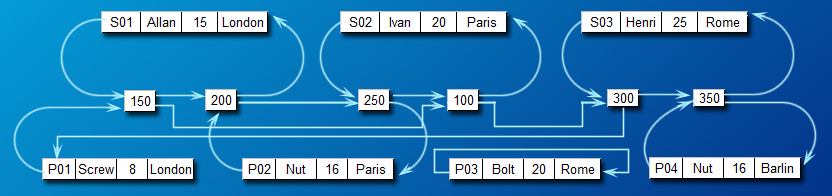 S01 Allan 15 London S02 Ivan 20 Paris S03 Henri 25 Rome
150 200 250 100 300 350
P01 Screw 8 London P02 Nut 16 Paris P03 Bolt 20 Rome P04 Nut 16 Barlin